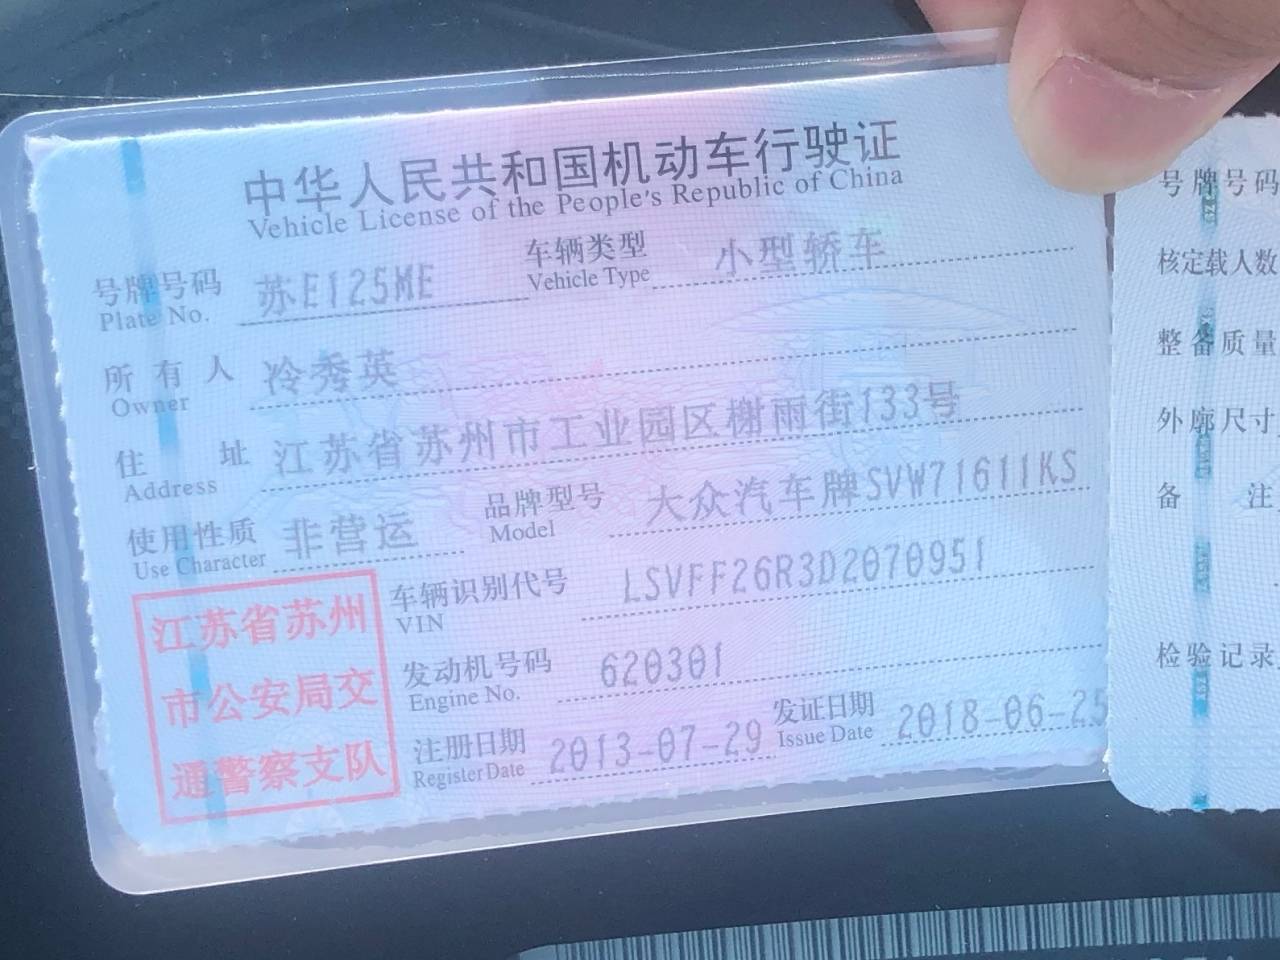 中华人民共和国机动车行驶证
Vehicle License of the People's Republic of China
号牌号码 苏E125ME 车辆类型 小型轿车
Plate No. Vehicle Type
所有人 冷秀英
Owner
住址 江苏省苏州市工业园区榭雨街133号
Address
使用性质 非营运 品牌型号 大众汽车牌SVW71611KS
Use Character Model
车辆识别代号 LSVFF26R3D2070951
VIN
发动机号码 620301
Engine No.
注册日期 2013-07-29 发证日期 2018-06-25
Register Date Issue Date
江苏省苏州
市公安局交
通警察支队
号牌号码
核定载人数
整备质量
外廓尺寸
备注
检验记录